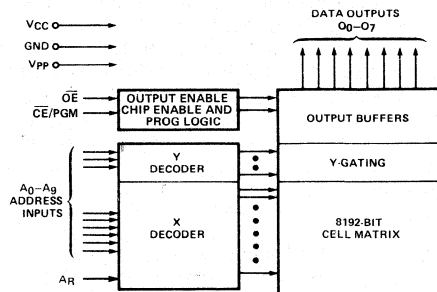 VCC
GND
VPP
DATA OUTPUTS
O0–O7
OE
CE/PGM
OUTPUT ENABLE
CHIP ENABLE AND
PROG LOGIC
OUTPUT BUFFERS
Y
DECODER
Y-GATING
A0–A9
ADDRESS
INPUTS
X
DECODER
8192-BIT
CELL MATRIX
AR